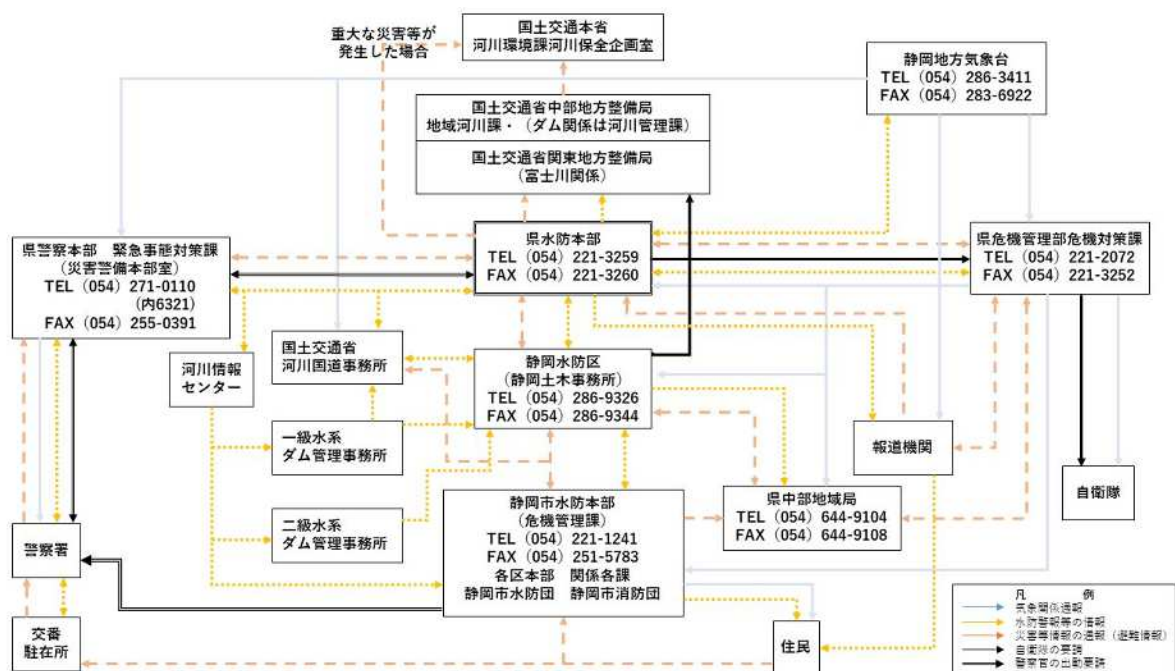 重大な災害等が
発生した場合
国土交通本省
河川環境課河川保全企画室
静岡地方気象台
TEL（054）286-3411
FAX（054）283-6922
国土交通省中部地方整備局
地域河川課・（ダム関係は河川管理課）
国土交通省関東地方整備局
（富士川関係）
県警察本部　緊急事態対策課
（災害警備本部室）
TEL（054）271-0110
（内6321）
FAX（054）255-0391
県水防本部
TEL（054）221-3259
FAX（054）221-3260
県危機管理部危機対策課
TEL（054）221-2072
FAX（054）221-3252
河川情報
センター
国土交通省
河川国道事務所
静岡水防区
（静岡土木事務所）
TEL（054）286-9326
FAX（054）286-9344
一級水系
ダム管理事務所
報道機関
二級水系
ダム管理事務所
静岡市水防本部
（危機管理課）
TEL（054）221-1241
FAX（054）251-5783
各区本部　関係各課
静岡市水防団　静岡市消防団
県中部地域局
TEL（054）644-9104
FAX（054）644-9108
自衛隊
警察署
交番
駐在所
住民
凡　例
気象関係通報
水防警報等の情報
災害等情報の通報（避難情報）
自衛隊の要請
警察官の出動要請